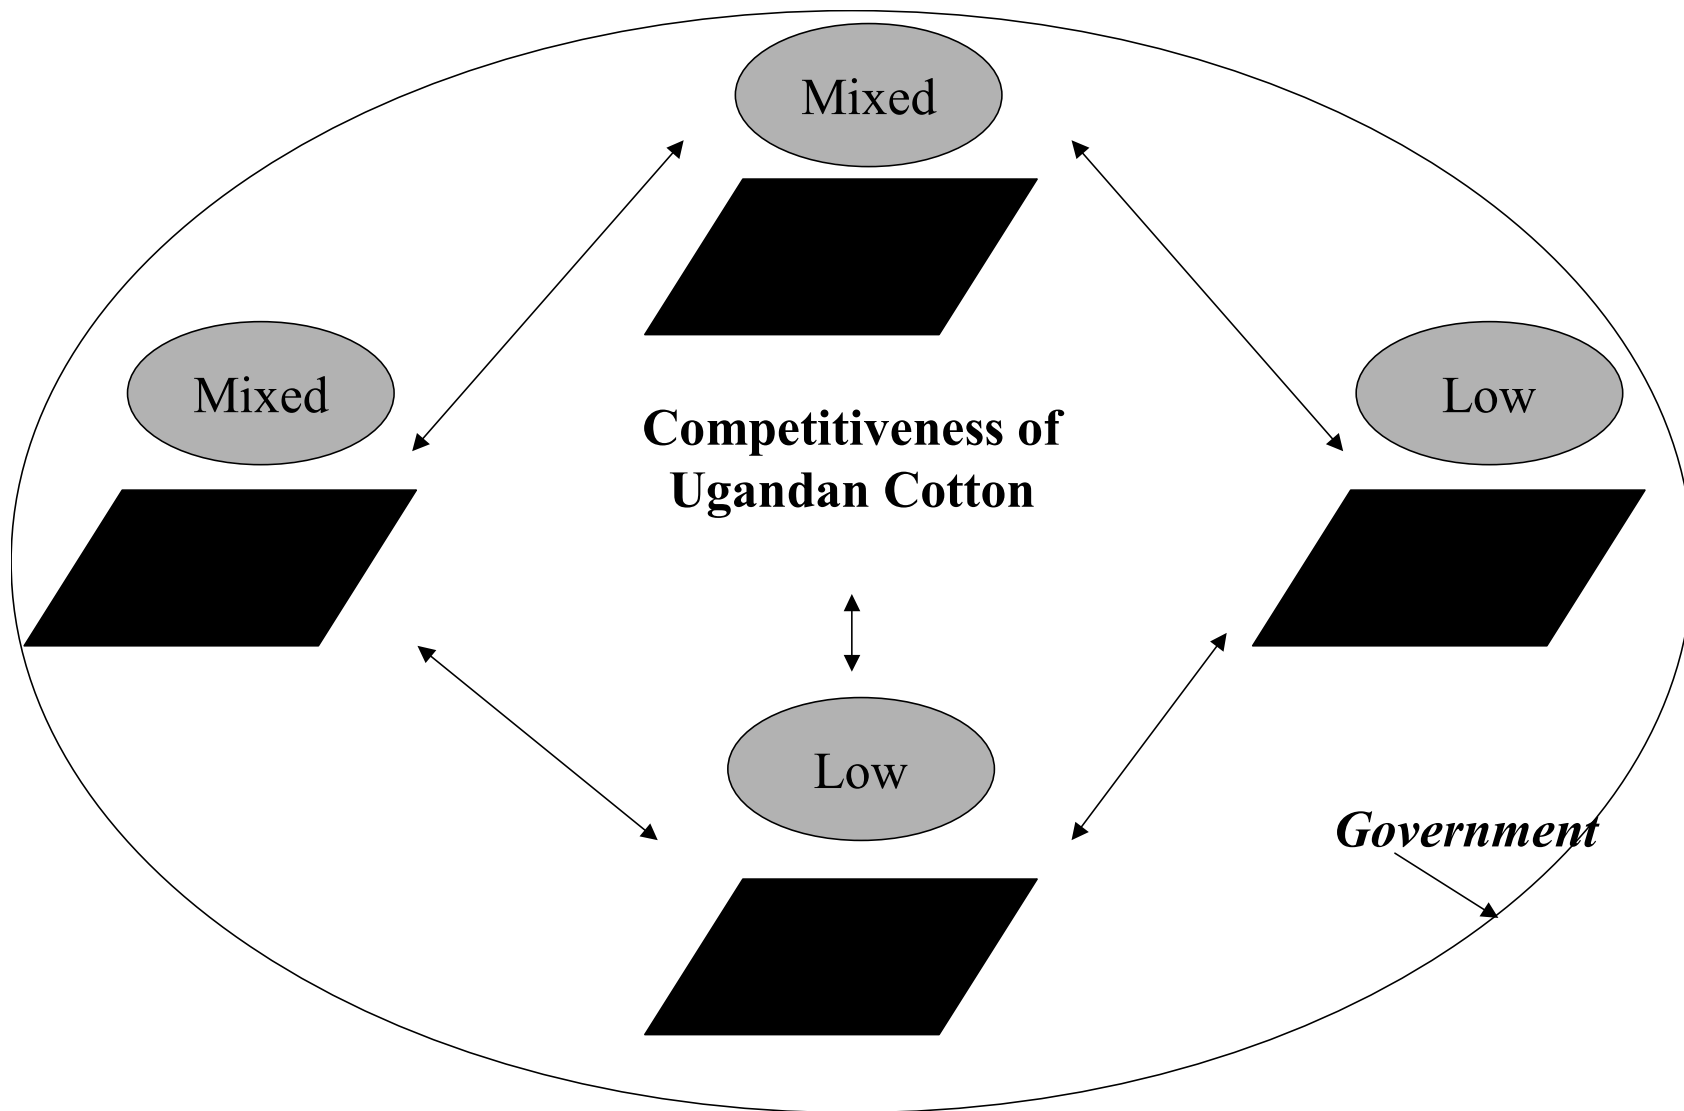 Mixed
Mixed
Low
Competitiveness of
Ugandan Cotton
Low
Government